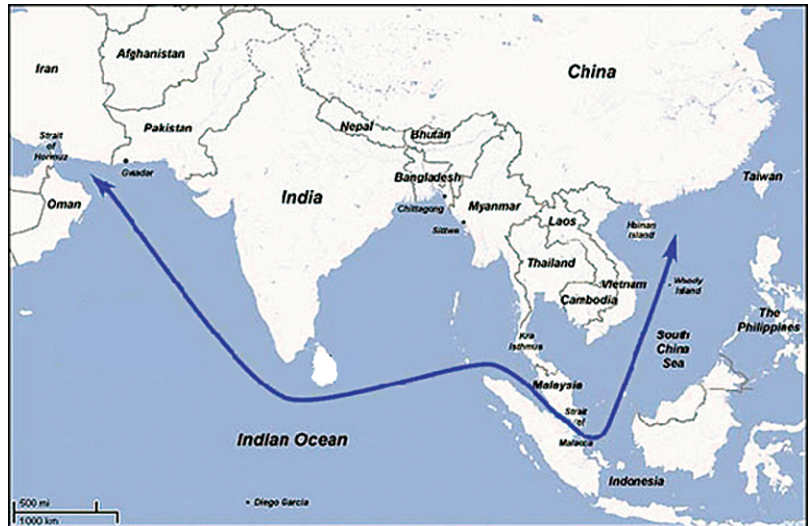 Afghanistan
Iran
China
Strait
of
Hormuz
Pakistan
Gwadar
Nepal
Bhutan
Bangladesh
Taiwan
Oman
India
Chittagong
Myanmar
Sittwe
Laos
Hainan
Island
Thailand
Vietnam
Woody
Island
Cambodia
The
Philippines
Kra
Isthmus
South
China
Sea
Malaysia
Strait
of
Malacca
Indian Ocean
Indonesia
Diego Garcia
500 mi
1000 km